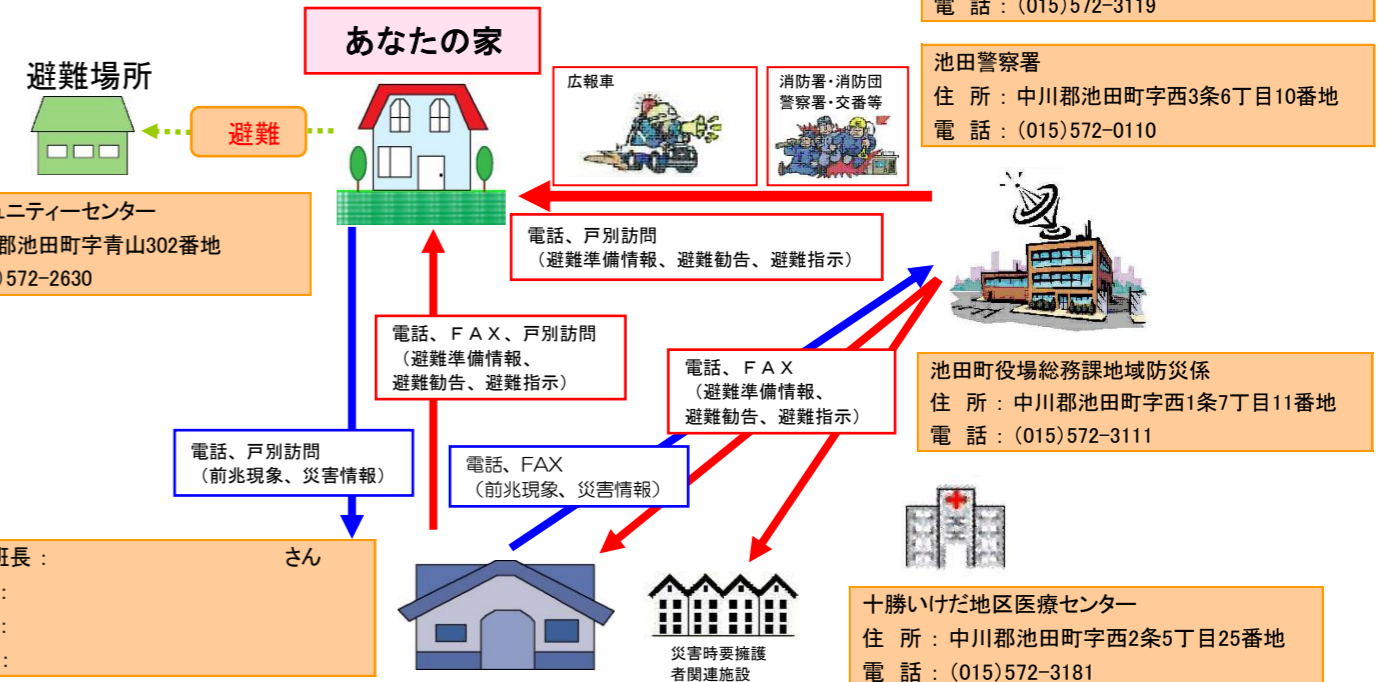 電 話：(015)572-3119
あなたの家
避難場所
避難
広報車
消防署・消防団
警察署・交番等
池田警察署
住 所：中川郡池田町字西3条6丁目10番地
電 話：(015)572-0110
ュニティーセンター
郡池田町字青山302番地
)572-2630
電話、戸別訪問
（避難準備情報、避難勧告、避難指示）
電話、ＦＡＸ、戸別訪問
（避難準備情報、
避難勧告、避難指示）
電話、ＦＡＸ
（避難準備情報、
避難勧告、避難指示）
池田町役場総務課地域防災係
住 所：中川郡池田町字西1条7丁目11番地
電 話：(015)572-3111
電話、戸別訪問
（前兆現象、災害情報）
電話、FAX
（前兆現象、災害情報）
班長： さん
：
：
：
災害時要擁護
者関連施設
十勝いけだ地区医療センター
住 所：中川郡池田町字西2条5丁目25番地
電 話：(015)572-3181